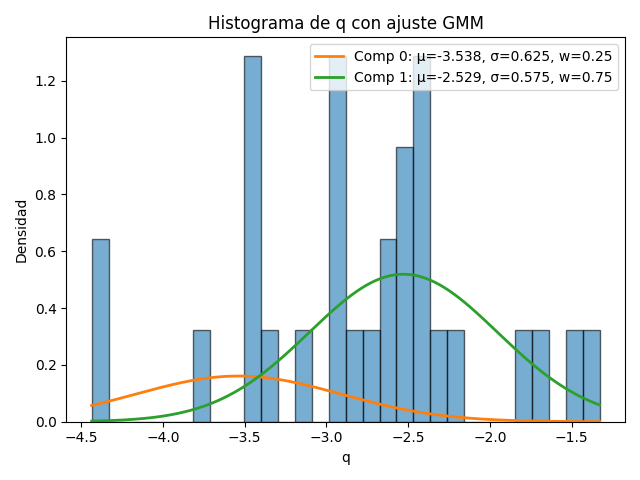 Histograma de q con ajuste GMM
Comp 0: μ=-3.538, σ=0.625, w=0.25
Comp 1: μ=-2.529, σ=0.575, w=0.75
Densidad
1.2
1.0
0.8
0.6
0.4
0.2
0.0
−4.5 −4.0 −3.5 −3.0 −2.5 −2.0 −1.5
q